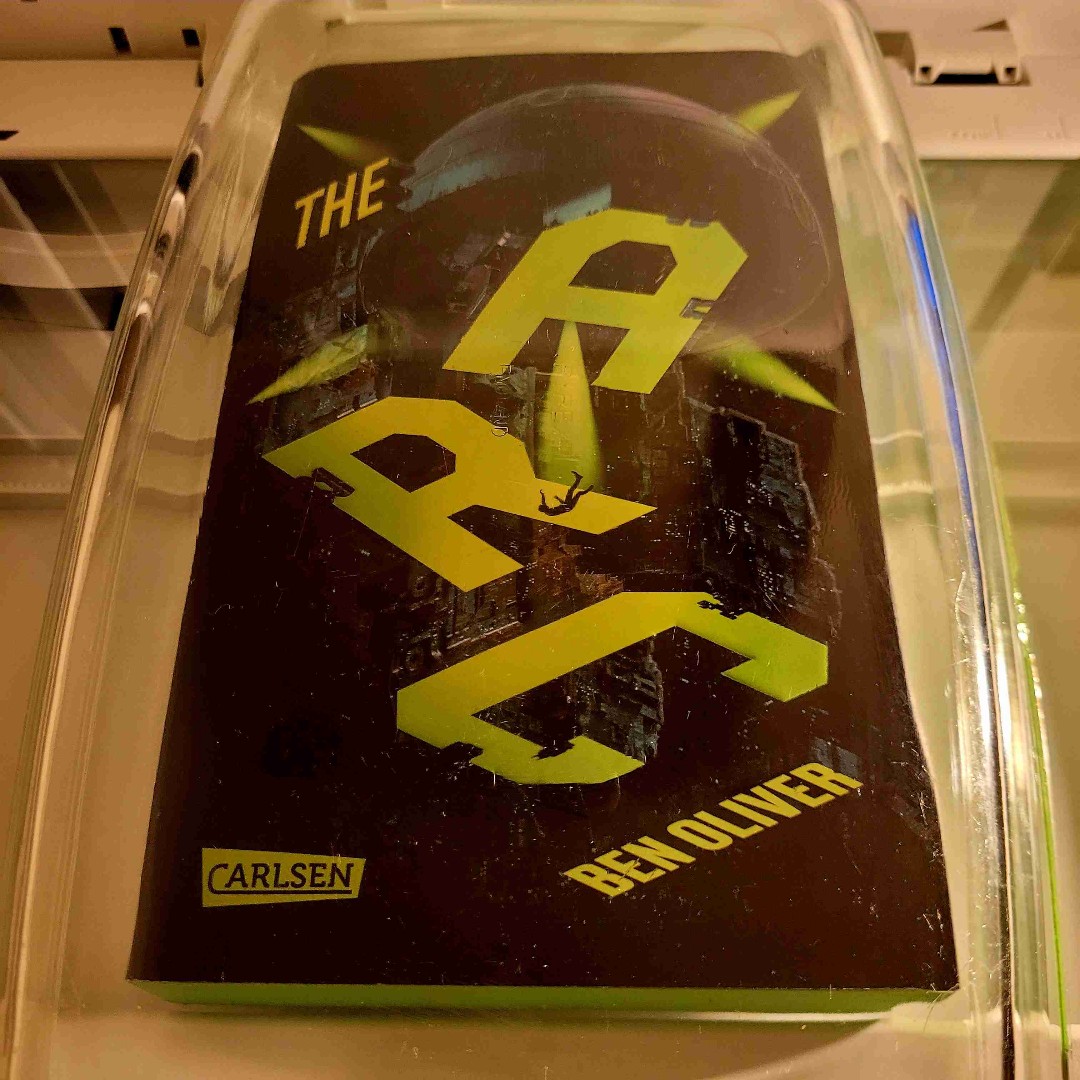 THE
ARC
BEN OLIVER
CARLSEN